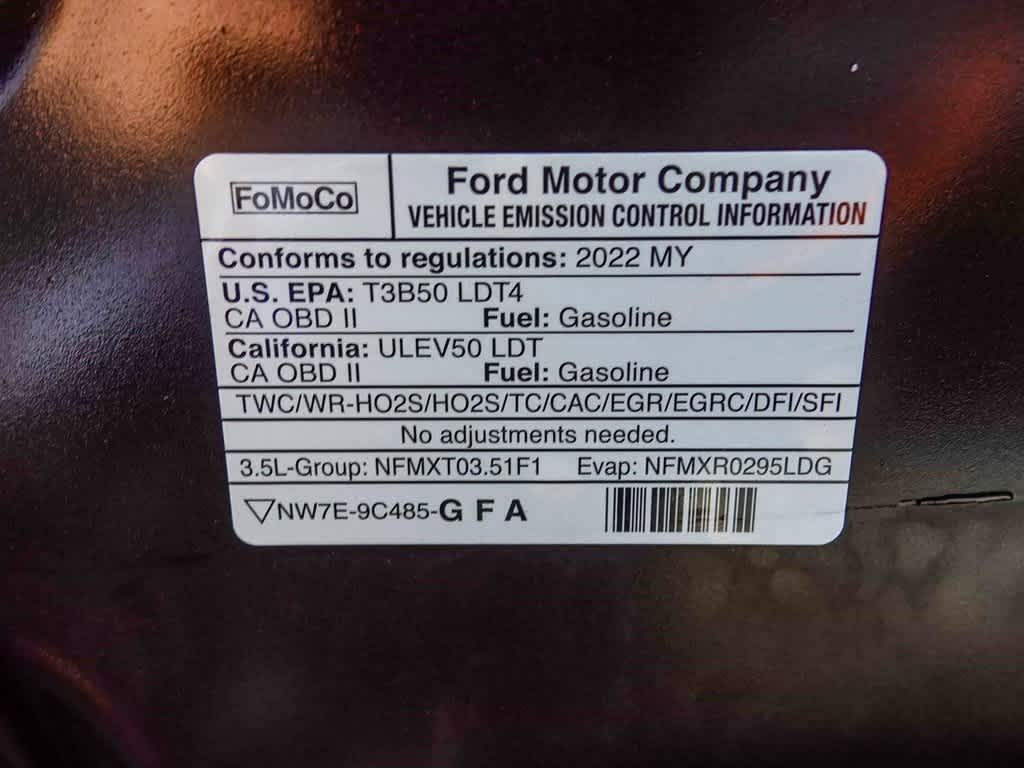 FoMoCo
Ford Motor Company
VEHICLE EMISSION CONTROL INFORMATION
Conforms to regulations: 2022 MY
U.S. EPA: T3B50 LDT4
CA OBD II Fuel: Gasoline
California: ULEV50 LDT
CA OBD II Fuel: Gasoline
TWC/WR-HO2S/HO2S/TC/CAC/EGR/EGRC/DFI/SFI
No adjustments needed.
3.5L-Group: NFMXT03.51F1 Evap: NFMXR0295LDG
NW7E-9C485-G F A